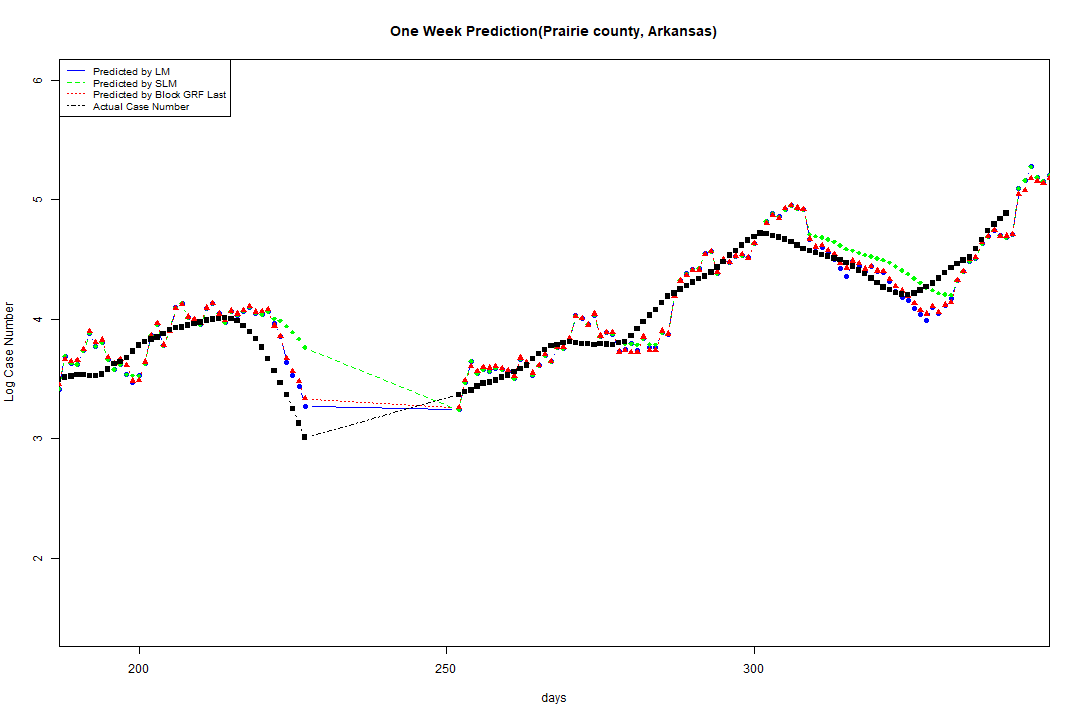 One Week Prediction(Prairie county, Arkansas)
Predicted by LM
Predicted by SLM
Predicted by Block GRF Last
Actual Case Number
6
5
4
3
2
Log Case Number
200
250
300
days